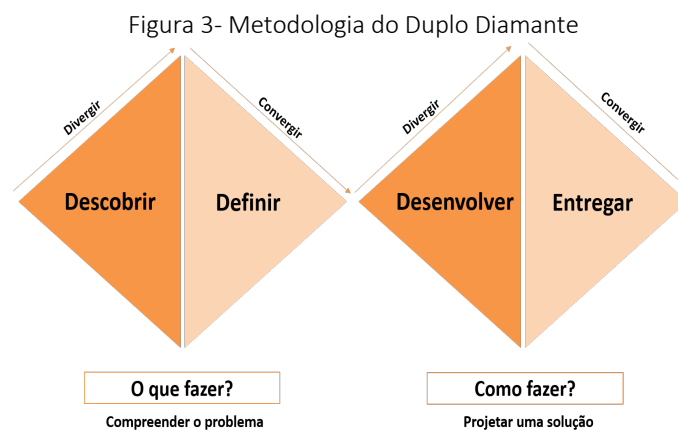 Figura 3- Metodologia do Duplo Diamante
Divergir
Convergir
Descobrir
Definir
Divergir
Convergir
Desenvolver
Entregar
O que fazer?
Compreender o problema
Como fazer?
Projetar uma solução